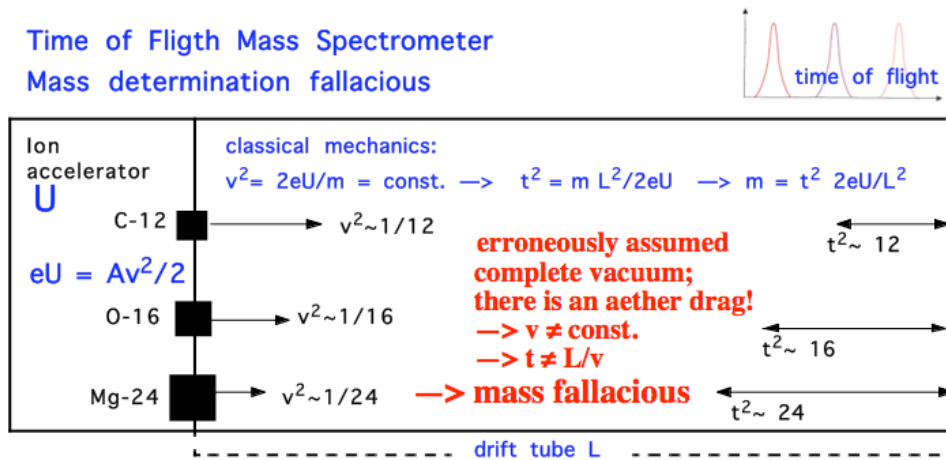 Time of Fligth Mass Spectrometer
Mass determination fallacious
time of flight
Ion
accelerator
U
classical mechanics:
v²= 2eU/m = const. —> t² = m L²/2eU —> m = t² 2eU/L²
C-12
v²~1/12
t²~ 12
erroneously assumed
complete vacuum;
there is an aether drag!
—> v ≠ const.
—> t ≠ L/v
—> mass fallacious
eU = Av²/2
O-16
v²~1/16
t²~ 16
Mg-24
v²~1/24
t²~ 24
drift tube L